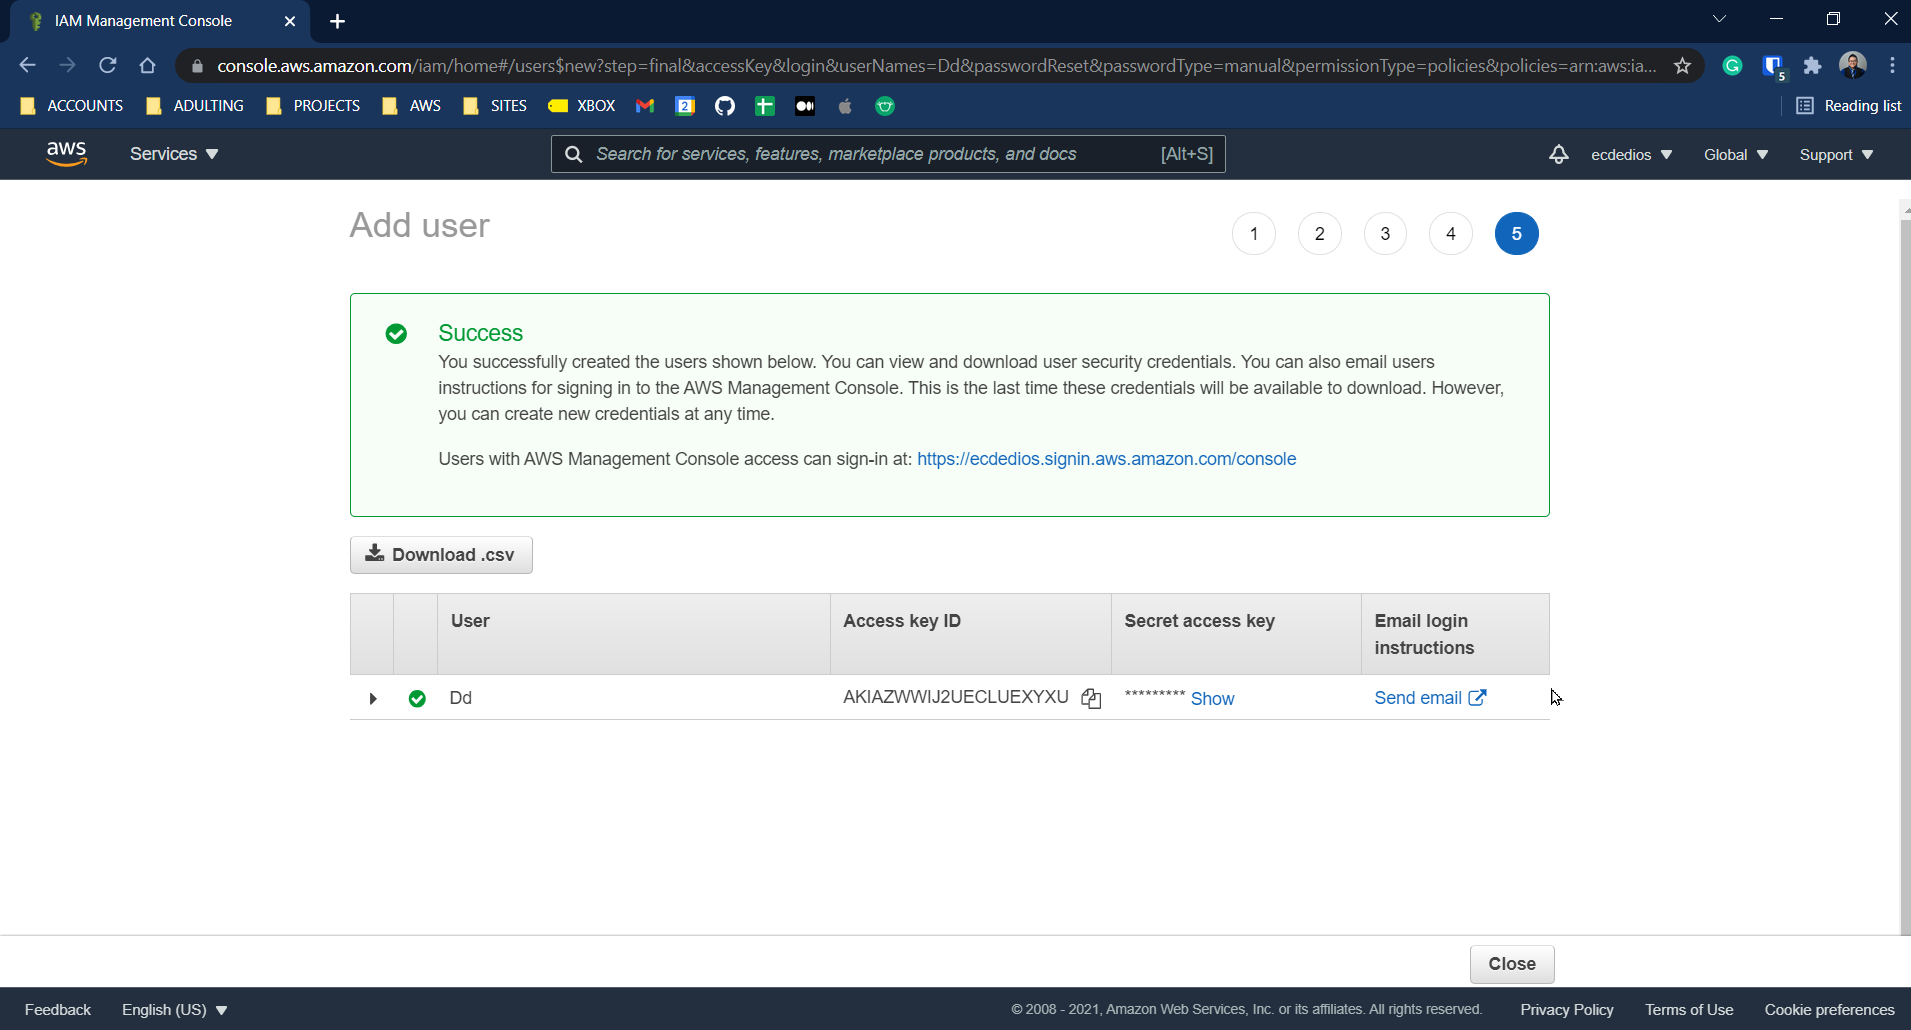 IAM Management Console
console.aws.amazon.com/iam/home#/users$new?step=final&accessKey&login&userNames=Dd&passwordReset&passwordType=manual&permissionType=policies&policies=arn:aws:ia...
5
ACCOUNTS ADULTING PROJECTS AWS SITES XBOX 2 Reading list
aws Services Search for services, features, marketplace products, and docs [Alt+S] ecdedios Global Support
Add user
1 2 3 4 5
Success
You successfully created the users shown below. You can view and download user security credentials. You can also email users
instructions for signing in to the AWS Management Console. This is the last time these credentials will be available to download. However,
you can create new credentials at any time.
Users with AWS Management Console access can sign-in at: https://ecdedios.signin.aws.amazon.com/console
Download .csv
User Access key ID Secret access key Email login
instructions
Dd AKIAZWWIJ2UECLUEXYXU ********* Show Send email
Close
Feedback English (US) © 2008 - 2021, Amazon Web Services, Inc. or its affiliates. All rights reserved. Privacy Policy Terms of Use Cookie preferences